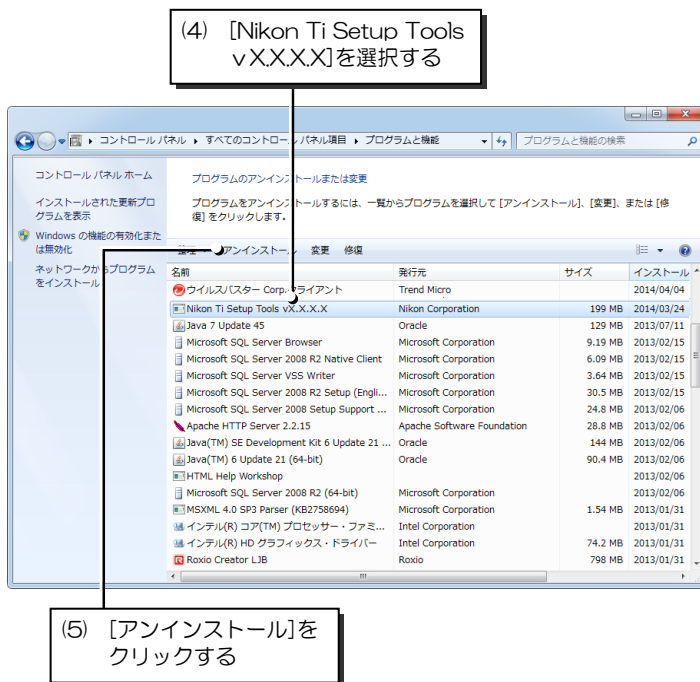 (4) [Nikon Ti Setup Tools
vX.X.X.X]を選択する
コントロール パネル ▸ すべてのコントロール パネル項目 ▸ プログラムと機能
プログラムと機能の検索
コントロール パネル ホーム
インストールされた更新プロ
グラムを表示
Windows の機能の有効化また
は無効化
ネットワークからプログラム
をインストール
プログラムのアンインストールまたは変更
プログラムをアンインストールするには、一覧からプログラムを選択して [アンインストール]、[変更]、または [修
復] をクリックします。
整理 アンインストール 変更 修復
名前 発行元 サイズ インストール
ウイルスバスター Corp. クライアント Trend Micro 2014/04/04
Nikon Ti Setup Tools vX.X.X.X Nikon Corporation 199 MB 2014/03/24
Java 7 Update 45 Oracle 129 MB 2013/07/11
Microsoft SQL Server Browser Microsoft Corporation 9.19 MB 2013/02/15
Microsoft SQL Server 2008 R2 Native Client Microsoft Corporation 6.09 MB 2013/02/15
Microsoft SQL Server VSS Writer Microsoft Corporation 3.64 MB 2013/02/15
Microsoft SQL Server 2008 R2 Setup (Engli... Microsoft Corporation 30.5 MB 2013/02/15
Microsoft SQL Server 2008 Setup Support ... Microsoft Corporation 24.8 MB 2013/02/06
Apache HTTP Server 2.2.15 Apache Software Foundation 28.8 MB 2013/02/06
Java(TM) SE Development Kit 6 Update 21 ... Oracle 144 MB 2013/02/06
Java(TM) 6 Update 21 (64-bit) Oracle 90.4 MB 2013/02/06
HTML Help Workshop 2013/02/06
Microsoft SQL Server 2008 R2 (64-bit) Microsoft Corporation 2013/02/06
MSXML 4.0 SP3 Parser (KB2758694) Microsoft Corporation 1.54 MB 2013/01/31
インテル(R) コア(TM) プロセッサー・ファミ... Intel Corporation 2013/01/31
インテル(R) HD グラフィックス・ドライバー Intel Corporation 74.2 MB 2013/01/31
Roxio Creator LJB Roxio 798 MB 2013/01/31
(5) [アンインストール]を
クリックする